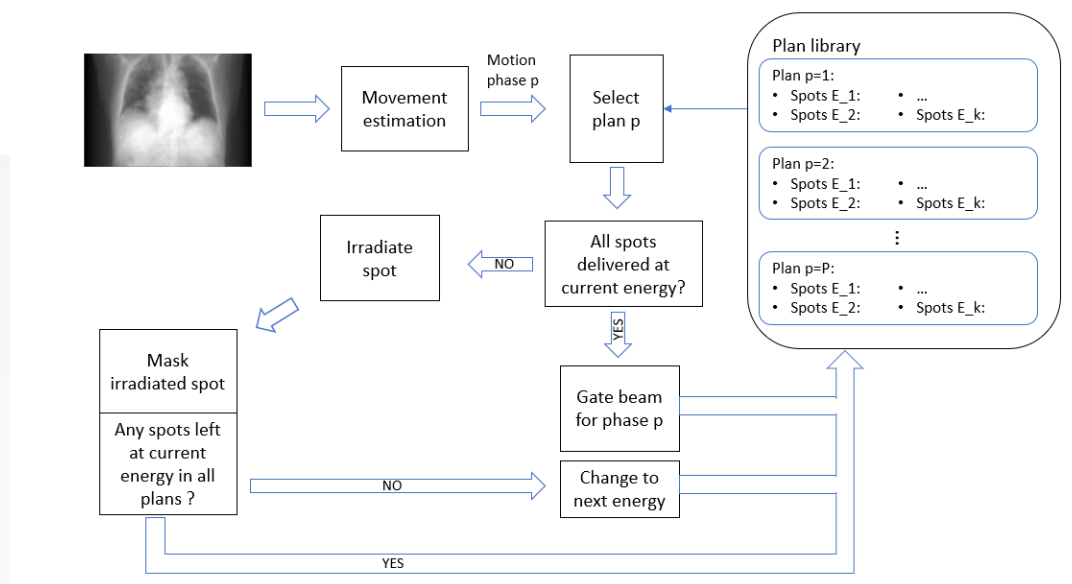 Motion
phase p
Movement
estimation
Select
plan p
Plan library
Plan p=1:
• Spots E_1:
• Spots E_2:
• ...
• Spots E_k:
Plan p=2:
• Spots E_1:
• Spots E_2:
• ...
• Spots E_k:
⋮
Plan p=P:
• Spots E_1:
• Spots E_2:
• ...
• Spots E_k:
All spots
delivered at
current energy?
NO
Irradiate
spot
YES
Mask
irradiated spot
Any spots left
at current
energy in all
plans ?
Gate beam
for phase p
NO
Change to
next energy
YES